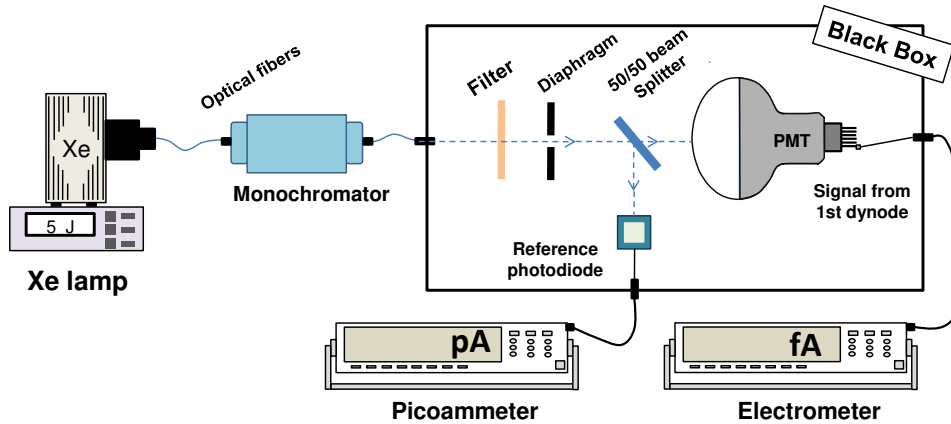 Black Box
Optical fibers
Filter
Diaphragm
50/50 beam
Splitter
Xe
Monochromator
PMT
Signal from
1st dynode
5 J
Reference
photodiode
Xe lamp
pA
fA
Picoammeter
Electrometer